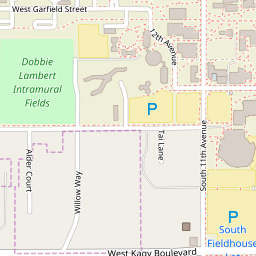 West Garfield Street
12th Avenue
Dobbie
Lambert
Intramural
Fields
P
Tai Lane
South 11th Avenue
Alder Court
Willow Way
P
South
Fieldhouse
West Kagy Boulevard